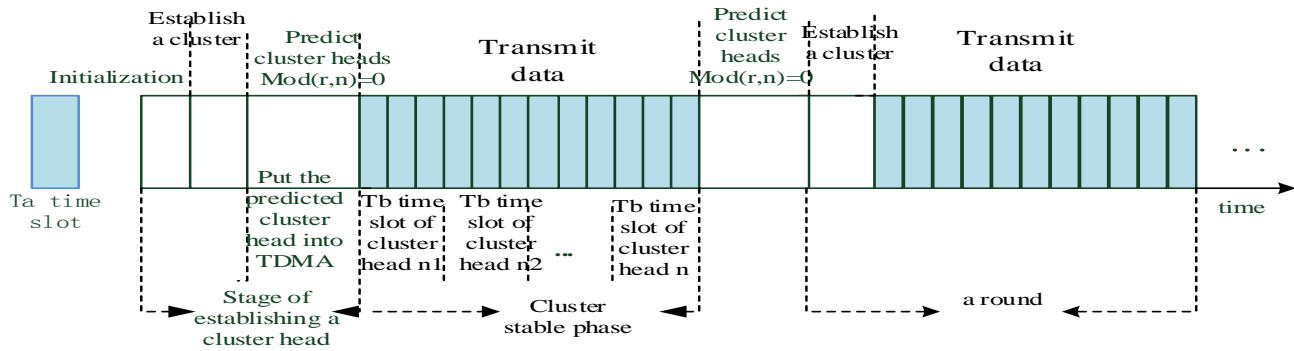 Establish
a cluster
Initialization
Predict
cluster heads
Mod(r,n)=0
Transmit
data
Predict
cluster
heads
Mod(r,n)=0
Establish
a cluster
Transmit
data
...
Ta time
slot
Put the
predicted
cluster
head into
TDMA
Tb time
slot of
cluster
head n1
Tb time
slot of
cluster
head n2
...
Tb time
slot of
cluster
head n
time
Stage of
establishing a
cluster head
Cluster
stable phase
a round